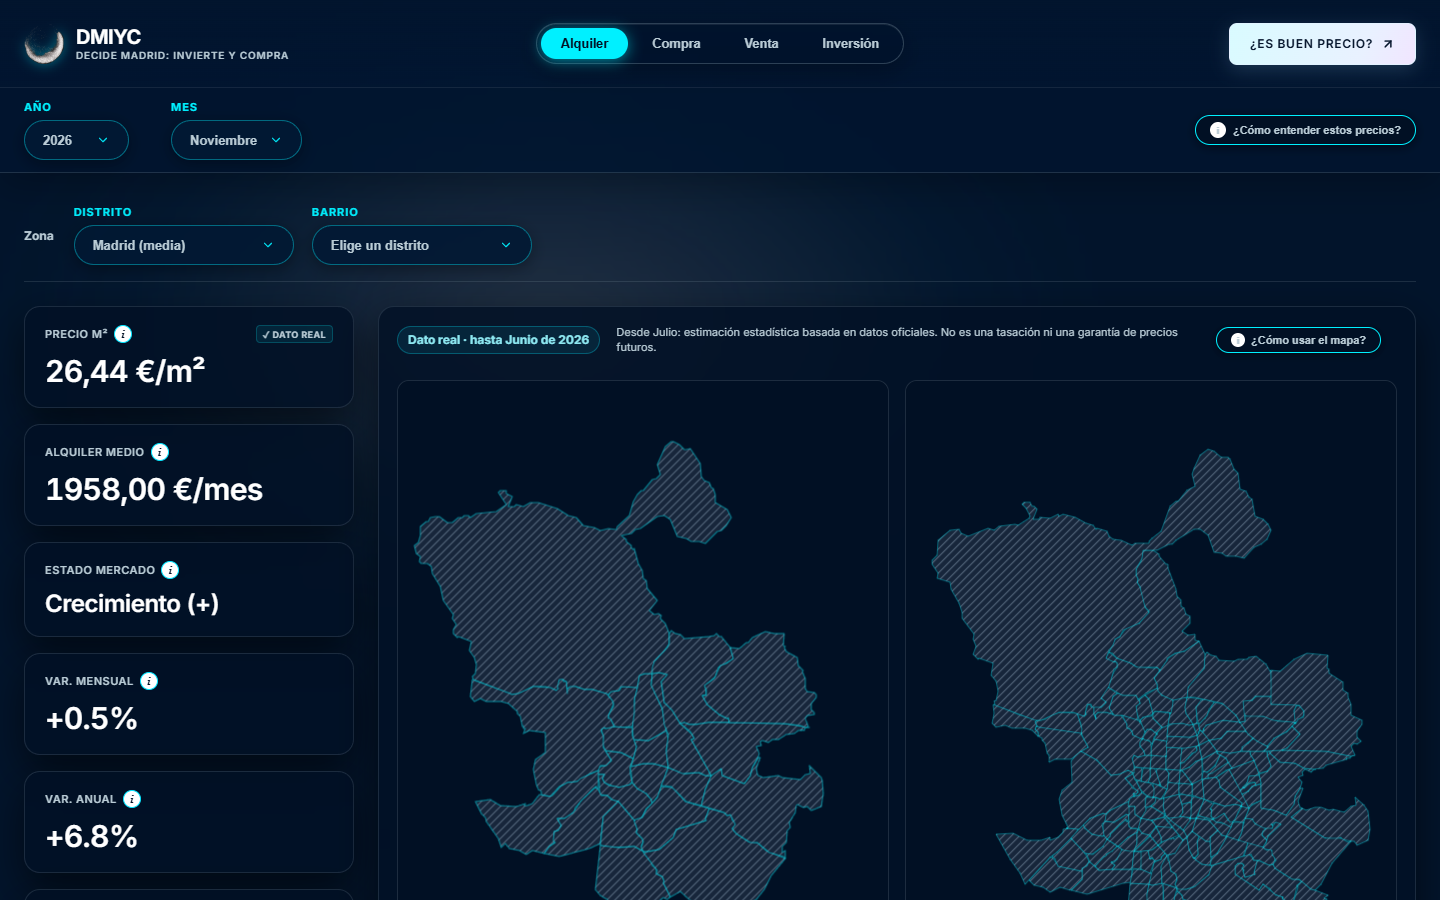 DMIYC
DECIDE MADRID: INVIERTE Y COMPRA
Alquiler
Compra
Venta
Inversión
¿ES BUEN PRECIO?
AÑO
MES
2026
Noviembre
¿Cómo entender estos precios?
DISTRITO
BARRIO
Zona
Madrid (media)
Elige un distrito
PRECIO M²
✓ DATO REAL
26,44 €/m²
Dato real · hasta Junio de 2026
Desde Julio: estimación estadística basada en datos oficiales. No es una tasación ni una garantía de precios
futuros.
¿Cómo usar el mapa?
ALQUILER MEDIO
1958,00 €/mes
ESTADO MERCADO
Crecimiento (+)
VAR. MENSUAL
+0.5%
VAR. ANUAL
+6.8%